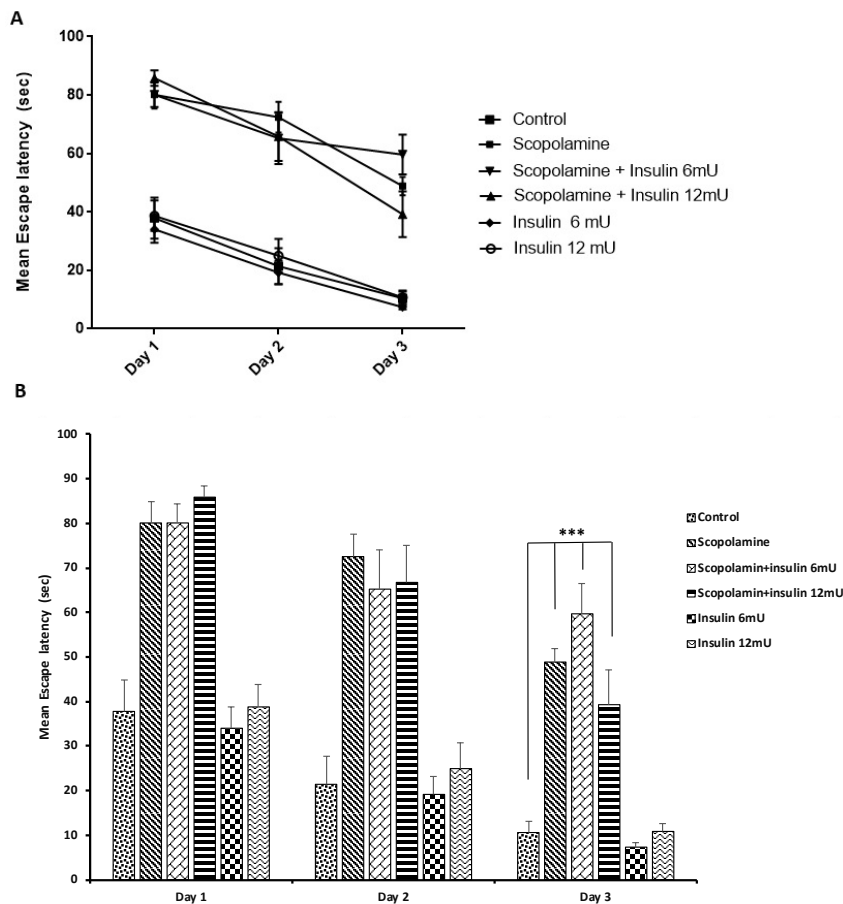 A
Mean Escape latency (sec)
100
80
60
40
20
0
Day 1
Day 2
Day 3
Control
Scopolamine
Scopolamine + Insulin 6mU
Scopolamine + Insulin 12mU
Insulin 6 mU
Insulin 12 mU
B
Mean Escape latency (sec)
100
90
80
70
60
50
40
30
20
10
0
Day 1
Day 2
Day 3
***
Control
Scopolamine
Scopolamin+insulin 6mU
Scopolamin+insulin 12mU
Insulin 6mU
Insulin 12mU